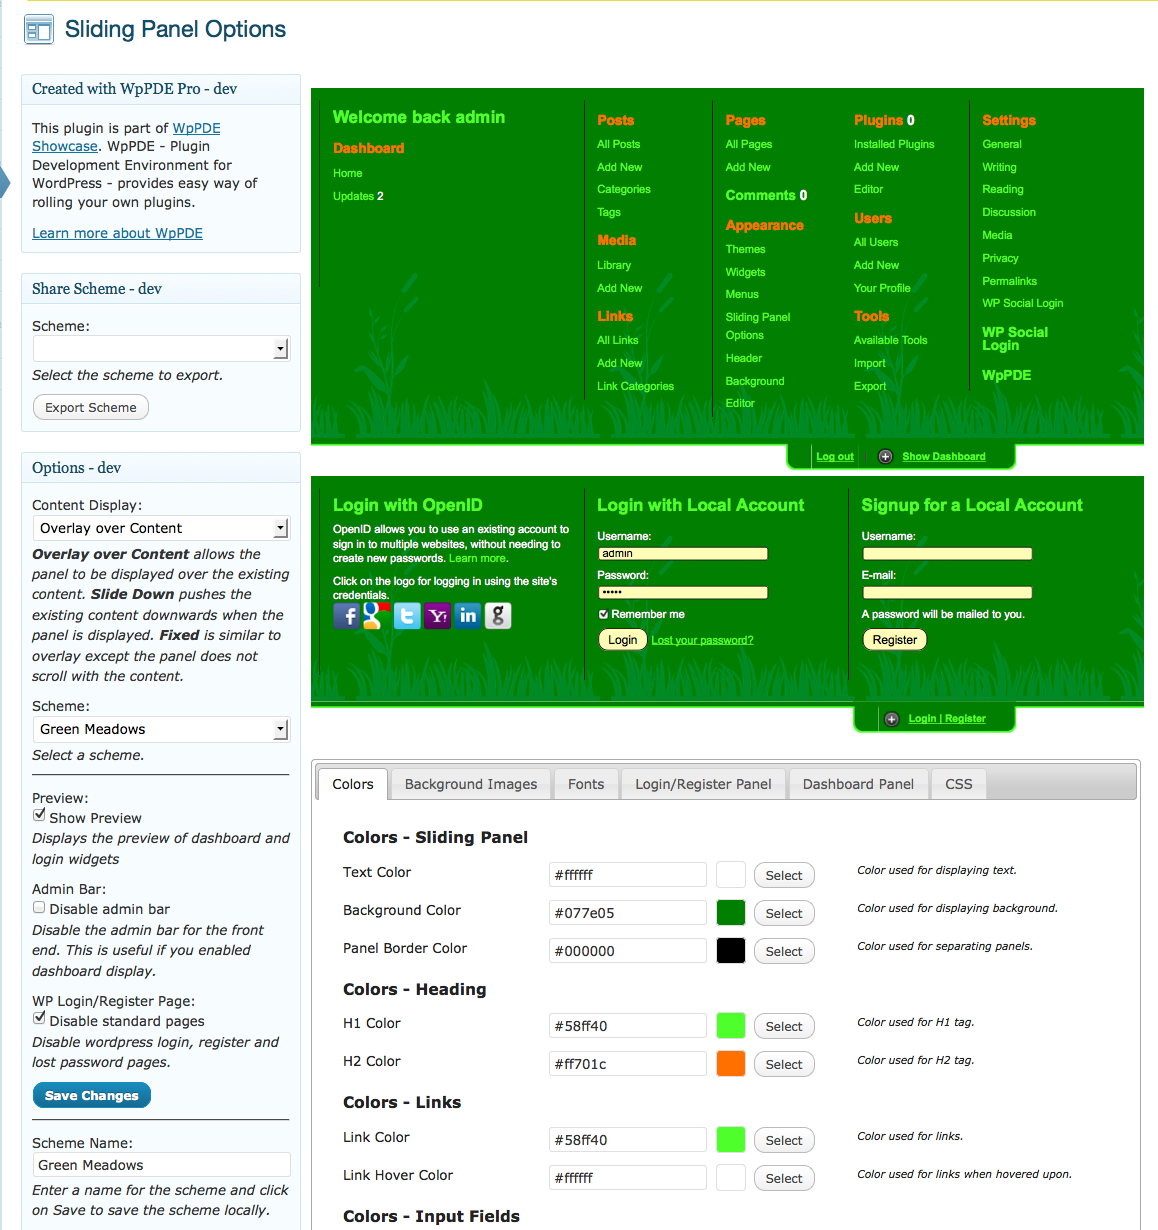 Sliding Panel Options
Created with WpPDE Pro - dev
This plugin is part of WpPDE
Showcase. WpPDE - Plugin
Development Environment for
WordPress - provides easy way of
rolling your own plugins.
Learn more about WpPDE
Share Scheme - dev
Scheme:
Select the scheme to export.
Export Scheme
Options - dev
Content Display:
Overlay over Content
Overlay over Content allows the
panel to be displayed over the existing
content. Slide Down pushes the
existing content downwards when the
panel is displayed. Fixed is similar to
overlay except the panel does not
scroll with the content.
Scheme:
Green Meadows
Select a scheme.
Preview:
Show Preview
Displays the preview of dashboard and
login widgets
Admin Bar:
Disable admin bar
Disable the admin bar for the front
end. This is useful if you enabled
dashboard display.
WP Login/Register Page:
Disable standard pages
Disable wordpress login, register and
lost password pages.
Save Changes
Scheme Name:
Green Meadows
Enter a name for the scheme and click
on Save to save the scheme locally.
Welcome back admin
Dashboard
Home
Updates 2
Posts
All Posts
Add New
Categories
Tags
Media
Library
Add New
Links
All Links
Add New
Link Categories
Pages
All Pages
Add New
Comments 0
Appearance
Themes
Widgets
Menus
Sliding Panel
Options
Header
Background
Editor
Plugins 0
Installed Plugins
Add New
Editor
Users
All Users
Add New
Your Profile
Tools
Available Tools
Import
Export
Settings
General
Writing
Reading
Discussion
Media
Privacy
Permalinks
WP Social Login
WP Social
Login
WpPDE
Log out
Show Dashboard
Login with OpenID
OpenID allows you to use an existing account to
sign in to multiple websites, without needing to
create new passwords. Learn more.
Click on the logo for logging in using the site's
credentials.
Login with Local Account
Username:
admin
Password:
•••••
Remember me
Login Lost your password?
Signup for a Local Account
Username:
E-mail:
A password will be mailed to you.
Register
Login | Register
Colors Background Images Fonts Login/Register Panel Dashboard Panel CSS
Colors - Sliding Panel
Text Color #ffffff Select Color used for displaying text.
Background Color #077e05 Select Color used for displaying background.
Panel Border Color #000000 Select Color used for separating panels.
Colors - Heading
H1 Color #58ff40 Select Color used for H1 tag.
H2 Color #ff701c Select Color used for H2 tag.
Colors - Links
Link Color #58ff40 Select Color used for links.
Link Hover Color #ffffff Select Color used for links when hovered upon.
Colors - Input Fields